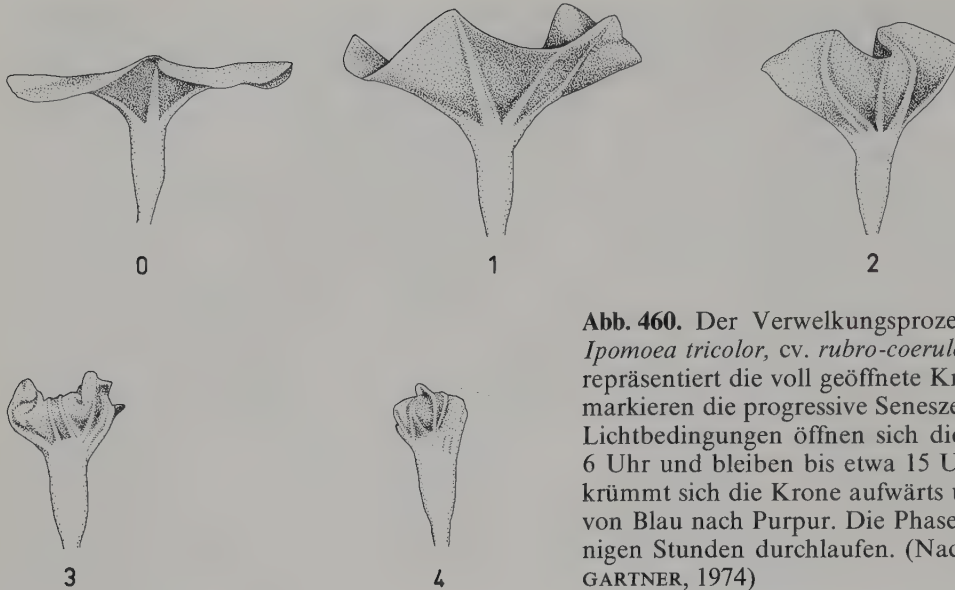 0
1
2
3
4
Abb. 460. Der Verwelkungsproze
Ipomoea tricolor, cv. rubro-coerul
repräsentiert die voll geöffnete Kr
markieren die progressive Senesze
Lichtbedingungen öffnen sich die
6 Uhr und bleiben bis etwa 15 U
krümmt sich die Krone aufwärts
von Blau nach Purpur. Die Phase
nigen Stunden durchlaufen. (Nac
GARTNER, 1974)